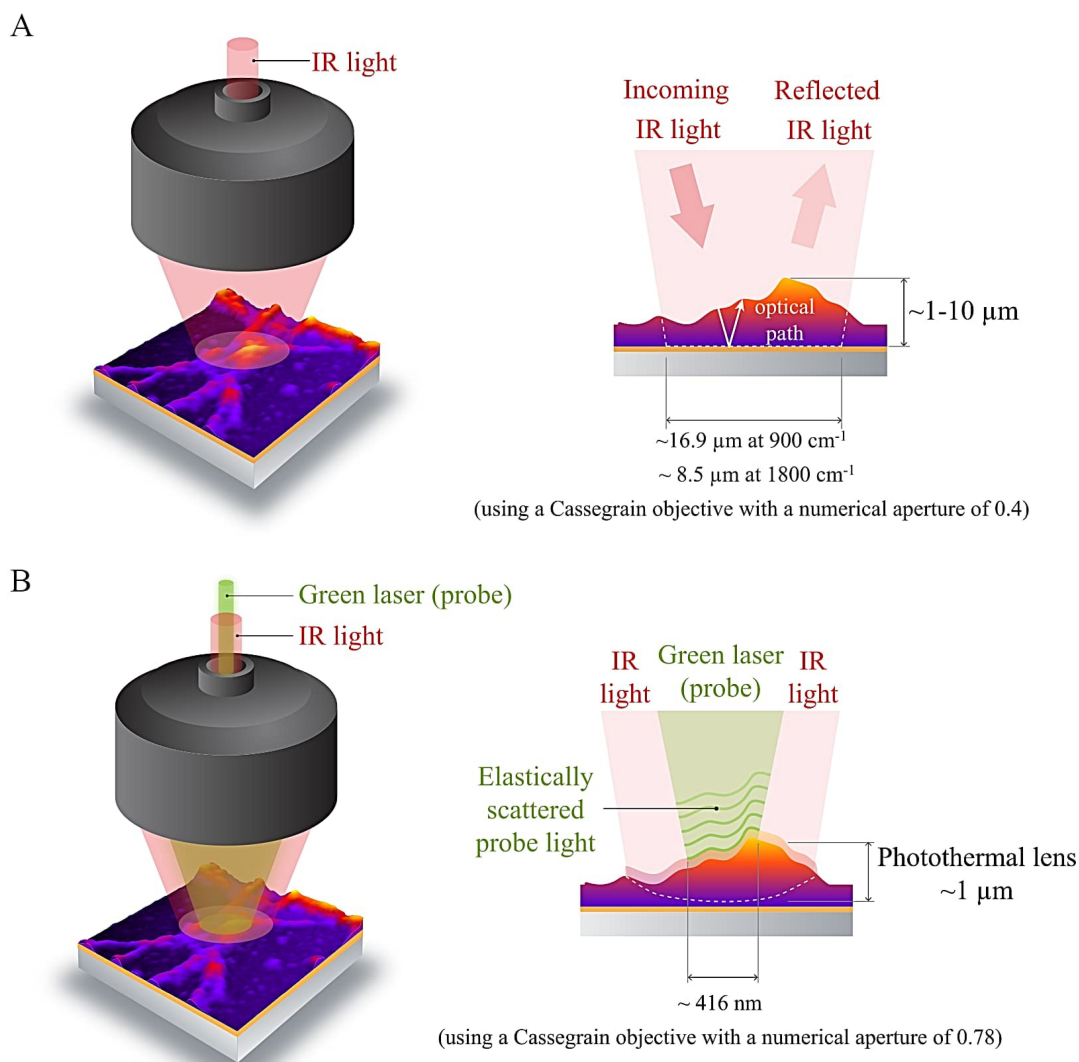 A
IR light
Incoming
IR light
Reflected
IR light
optical
path
~1-10 µm
~16.9 µm at 900 cm⁻¹
~ 8.5 µm at 1800 cm⁻¹
(using a Cassegrain objective with a numerical aperture of 0.4)
B
Green laser (probe)
IR light
IR
light
Green laser
(probe)
IR
light
Elastically
scattered
probe light
Photothermal lens
~1 µm
~ 416 nm
(using a Cassegrain objective with a numerical aperture of 0.78)